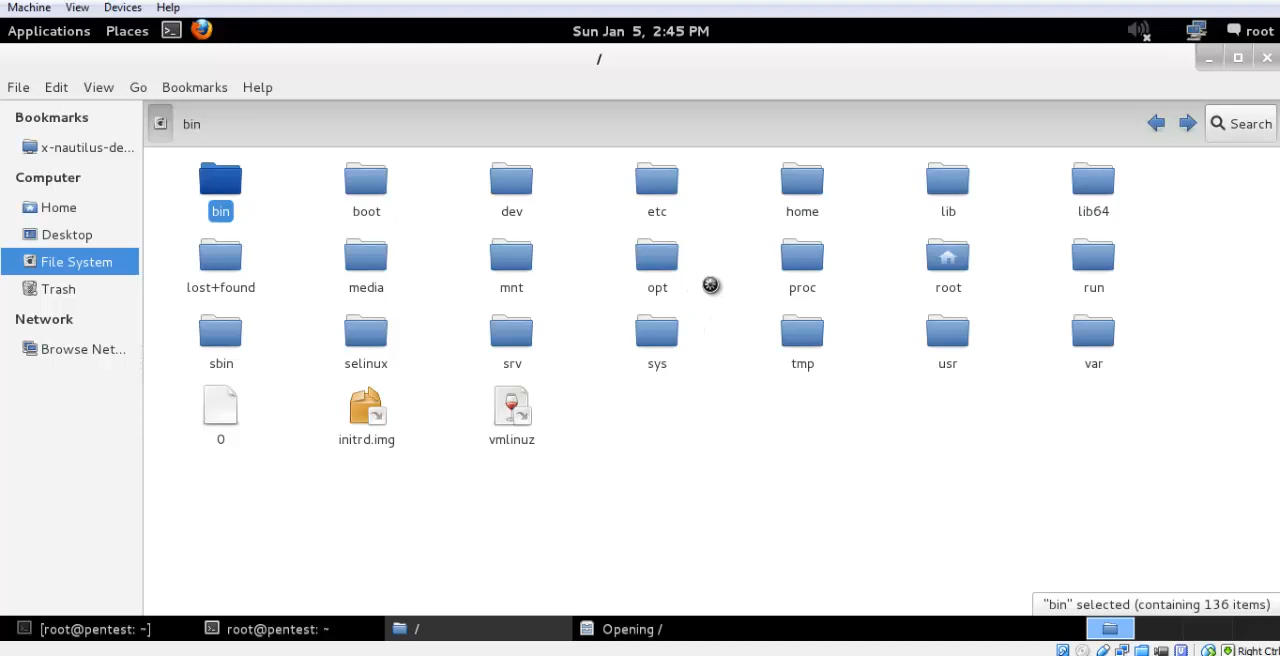 Machine View Devices Help
Applications Places Sun Jan 5, 2:45 PM root
/
File Edit View Go Bookmarks Help
Bookmarks
bin
Search
x-nautilus-de...
Computer
Home
Desktop
File System
Trash
Network
Browse Net...
bin boot dev etc home lib lib64
lost+found media mnt opt proc root run
sbin selinux srv sys tmp usr var
0 initrd.img vmlinuz
"bin" selected (containing 136 items)
[root@pentest: ~] root@pentest: ~ / Opening /
Right Ctrl